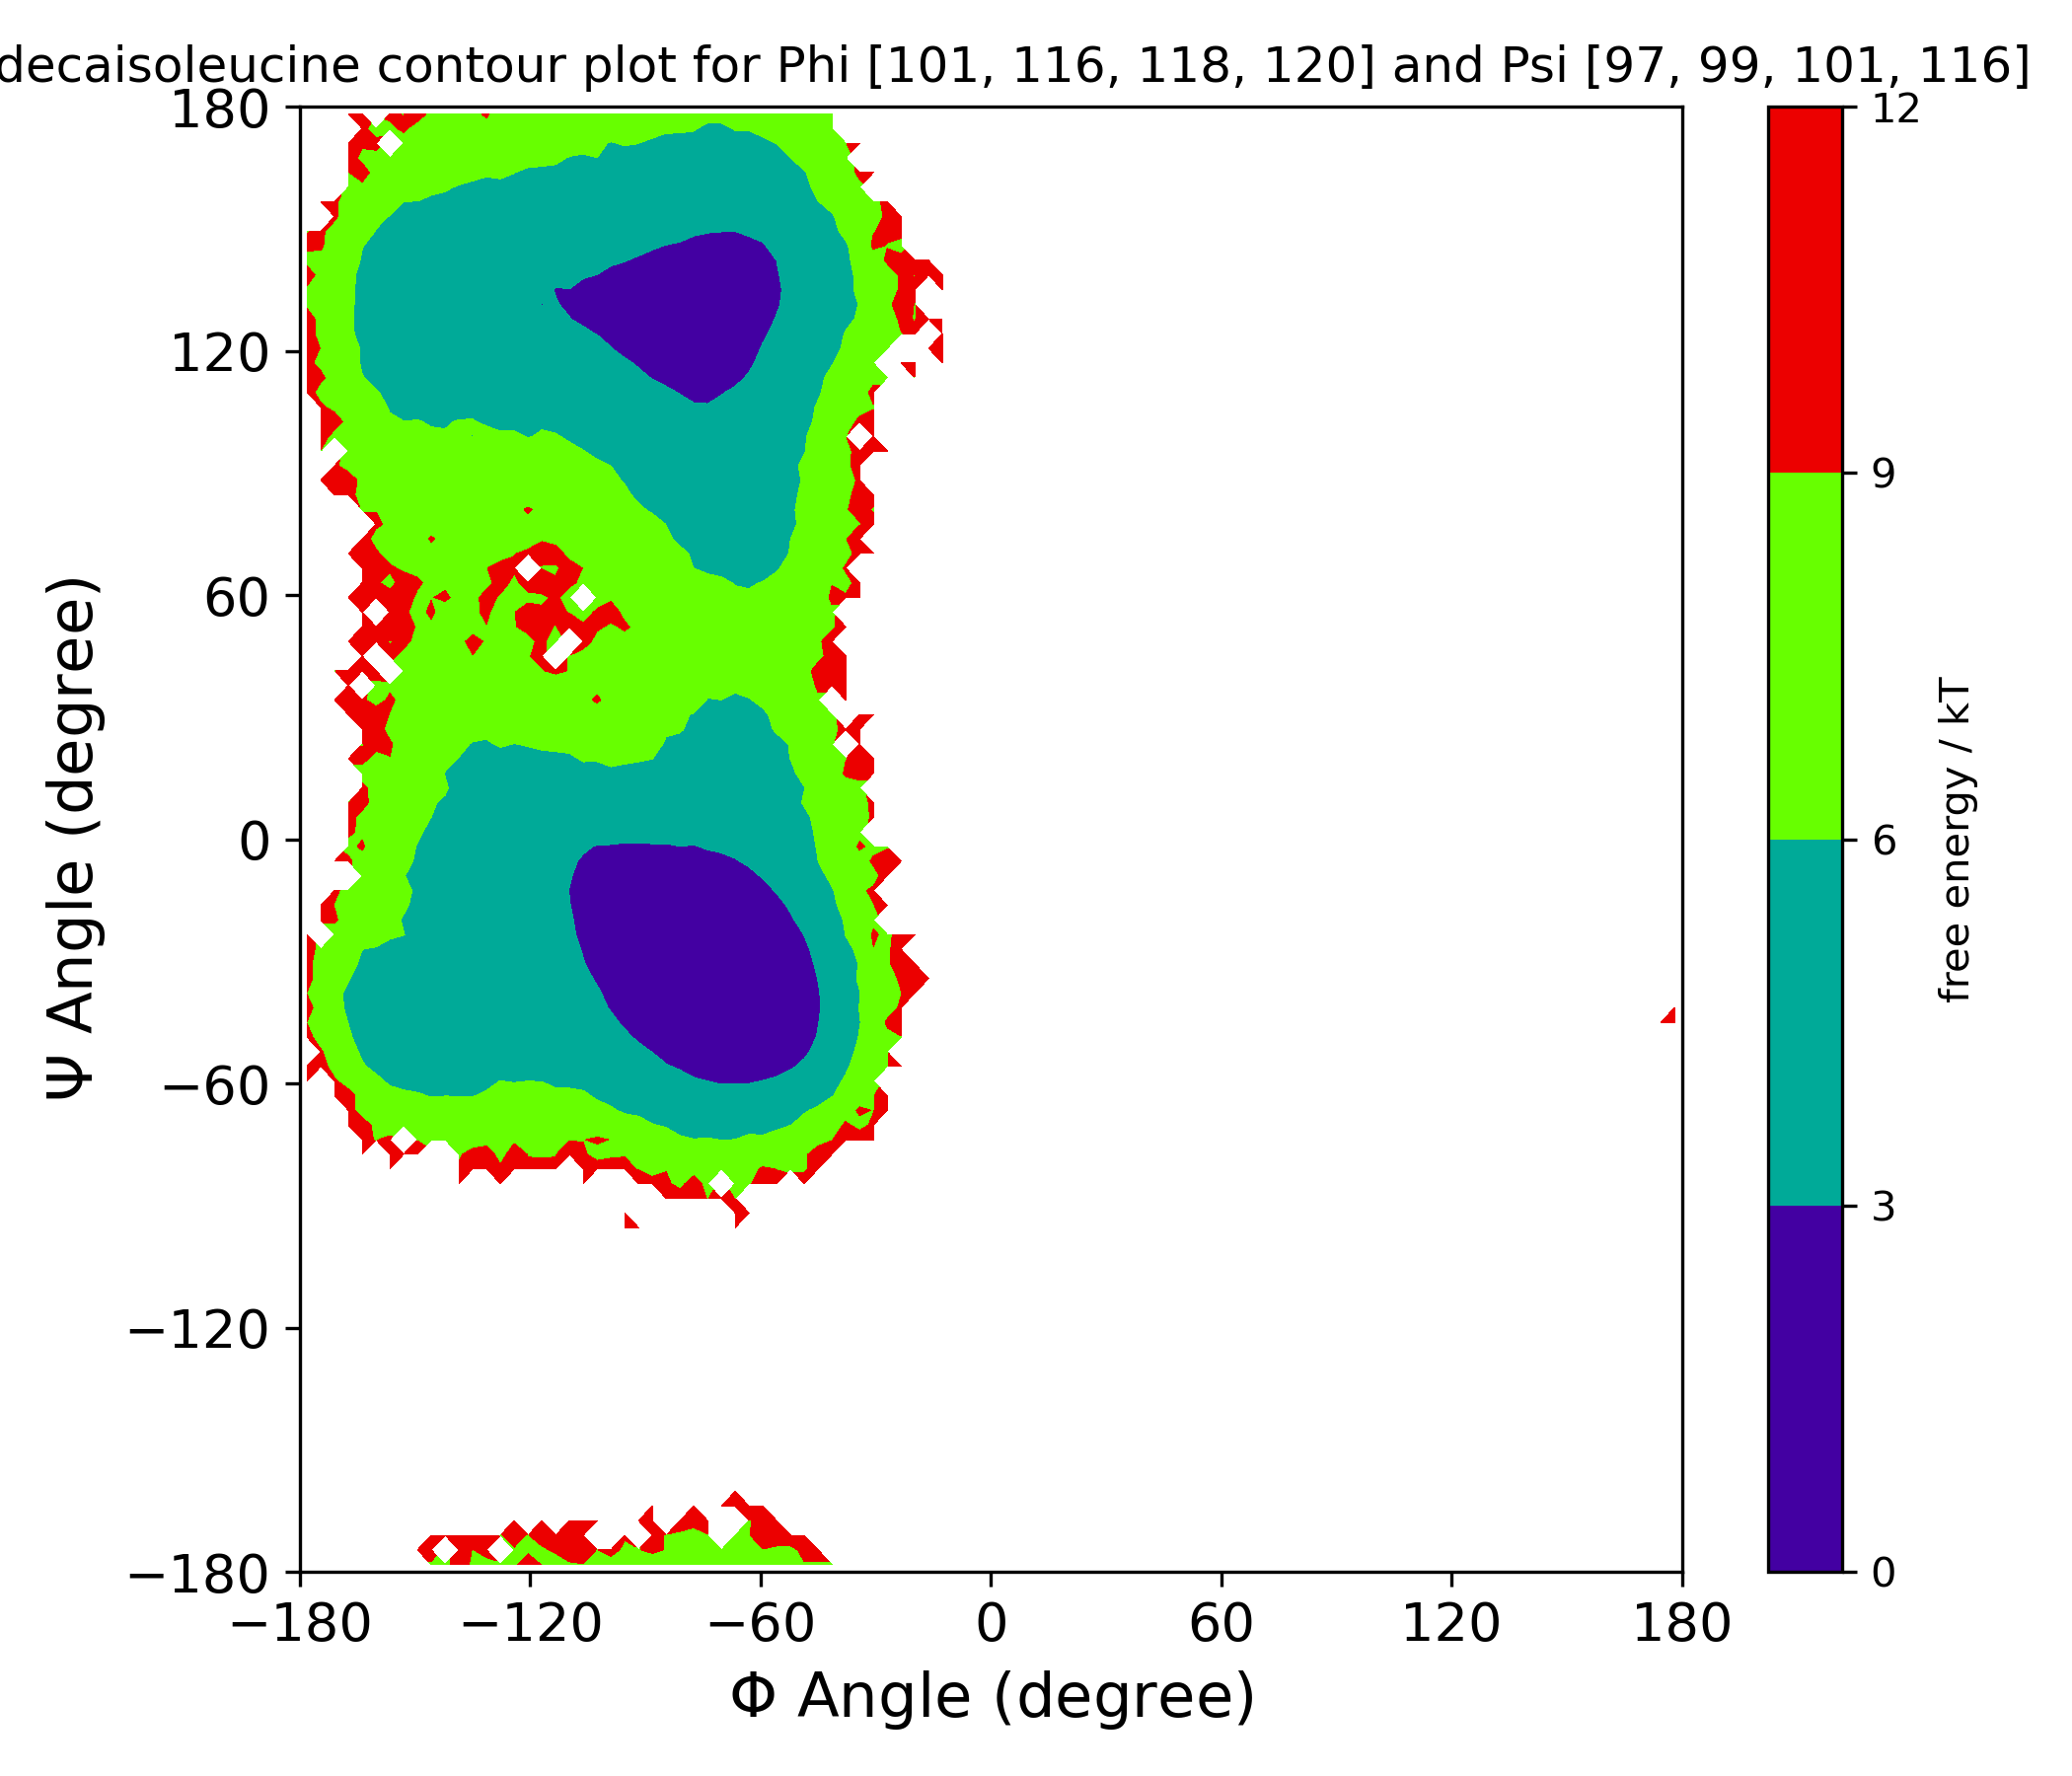 decaisoleucine contour plot for Phi [101, 116, 118, 120] and Psi [97, 99, 101, 116]
180
120
60
0
−60
−120
−180
Ψ Angle (degree)
−180 −120 −60 0 60 120 180
Φ Angle (degree)
12
9
6
3
0
free energy / kT